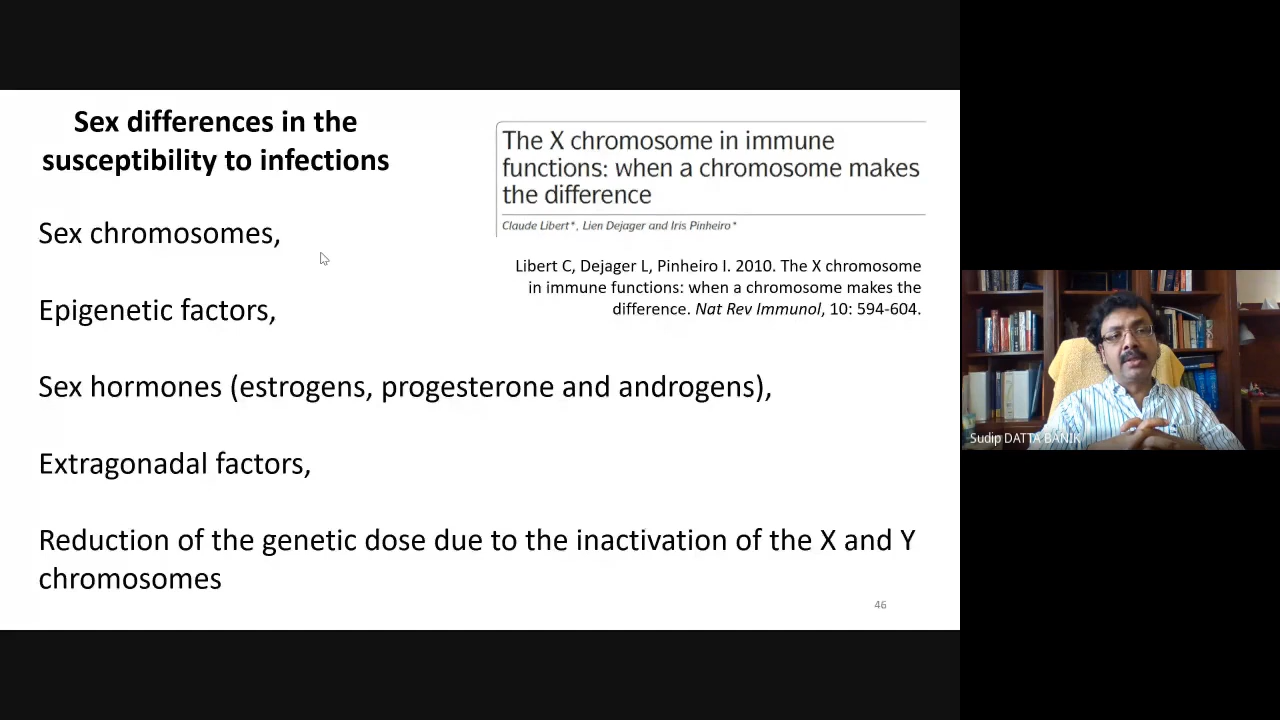 Sex differences in the
susceptibility to infections
Sex chromosomes,
Epigenetic factors,
Sex hormones (estrogens, progesterone and androgens),
Extragonadal factors,
Reduction of the genetic dose due to the inactivation of the X and Y
chromosomes
The X chromosome in immune
functions: when a chromosome makes
the difference
Claude Libert*, Lien Dejager and Iris Pinheiro*
Libert C, Dejager L, Pinheiro I. 2010. The X chromosome
in immune functions: when a chromosome makes the
difference. Nat Rev Immunol, 10: 594-604.
46
Sudip DATTA BANIK